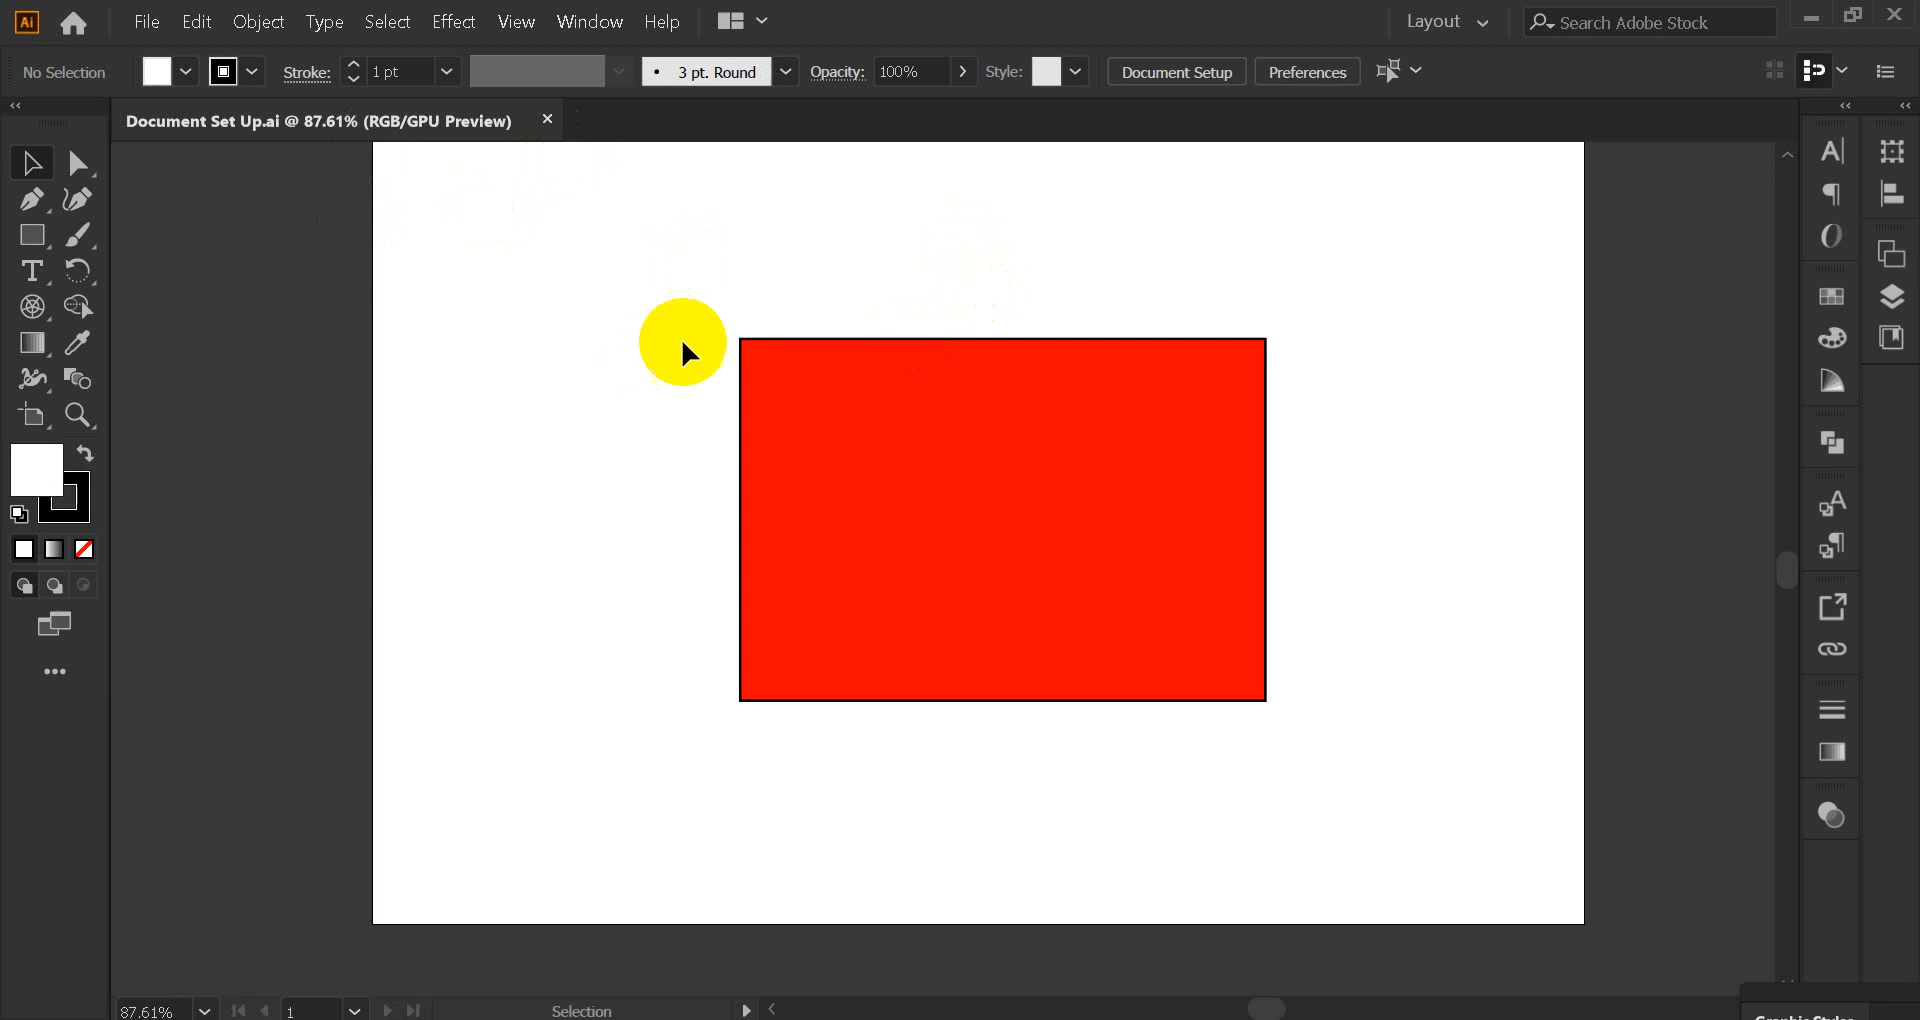 Ai File Edit Object Type Select Effect View Window Help Layout Search Adobe Stock
No Selection Stroke: 1 pt 3 pt. Round Opacity: 100% Style: Document Setup Preferences
Document Set Up.ai @ 87.61% (RGB/GPU Preview)
87.61% 1 Selection
Graphic Styles